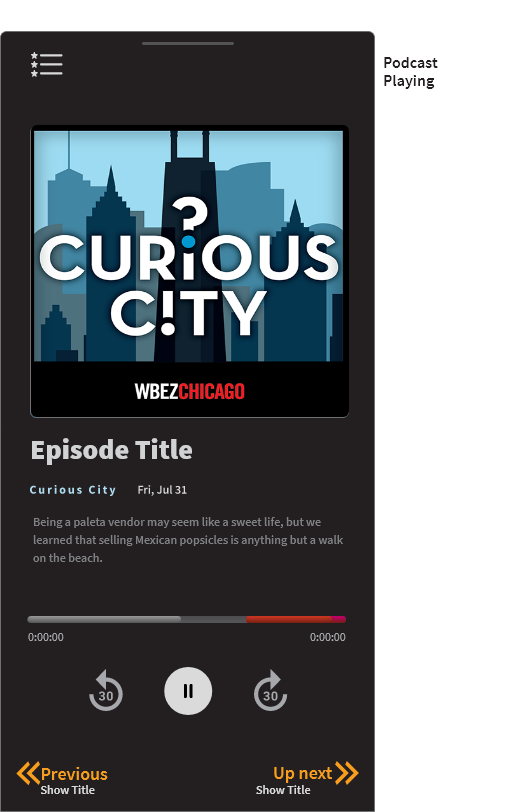 Podcast
Playing
CURiOUS
C!TY
WBEZCHICAGO
Episode Title
Curious City Fri, Jul 31
Being a paleta vendor may seem like a sweet life, but we
learned that selling Mexican popsicles is anything but a walk
on the beach.
0:00:00 0:00:00
30 30
Previous Up next
Show Title Show Title